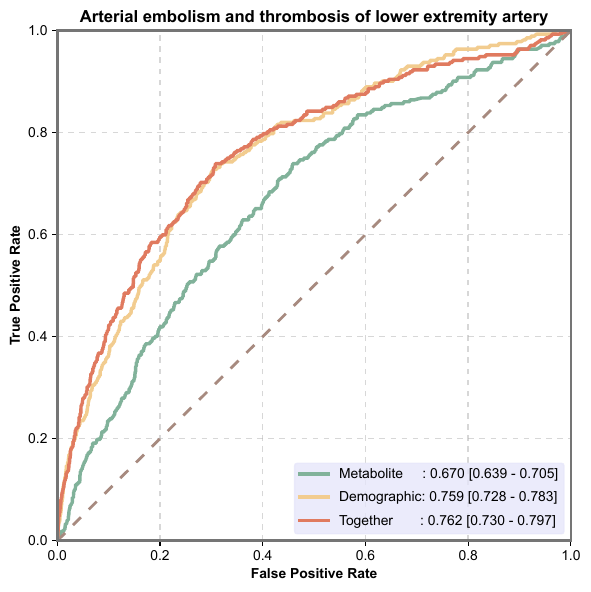 Arterial embolism and thrombosis of lower extremity artery
1.0
0.8
0.6
0.4
0.2
0.0
True Positive Rate
Metabolite : 0.670 [0.639 - 0.705]
Demographic: 0.759 [0.728 - 0.783]
Together : 0.762 [0.730 - 0.797]
0.0 0.2 0.4 0.6 0.8 1.0
False Positive Rate